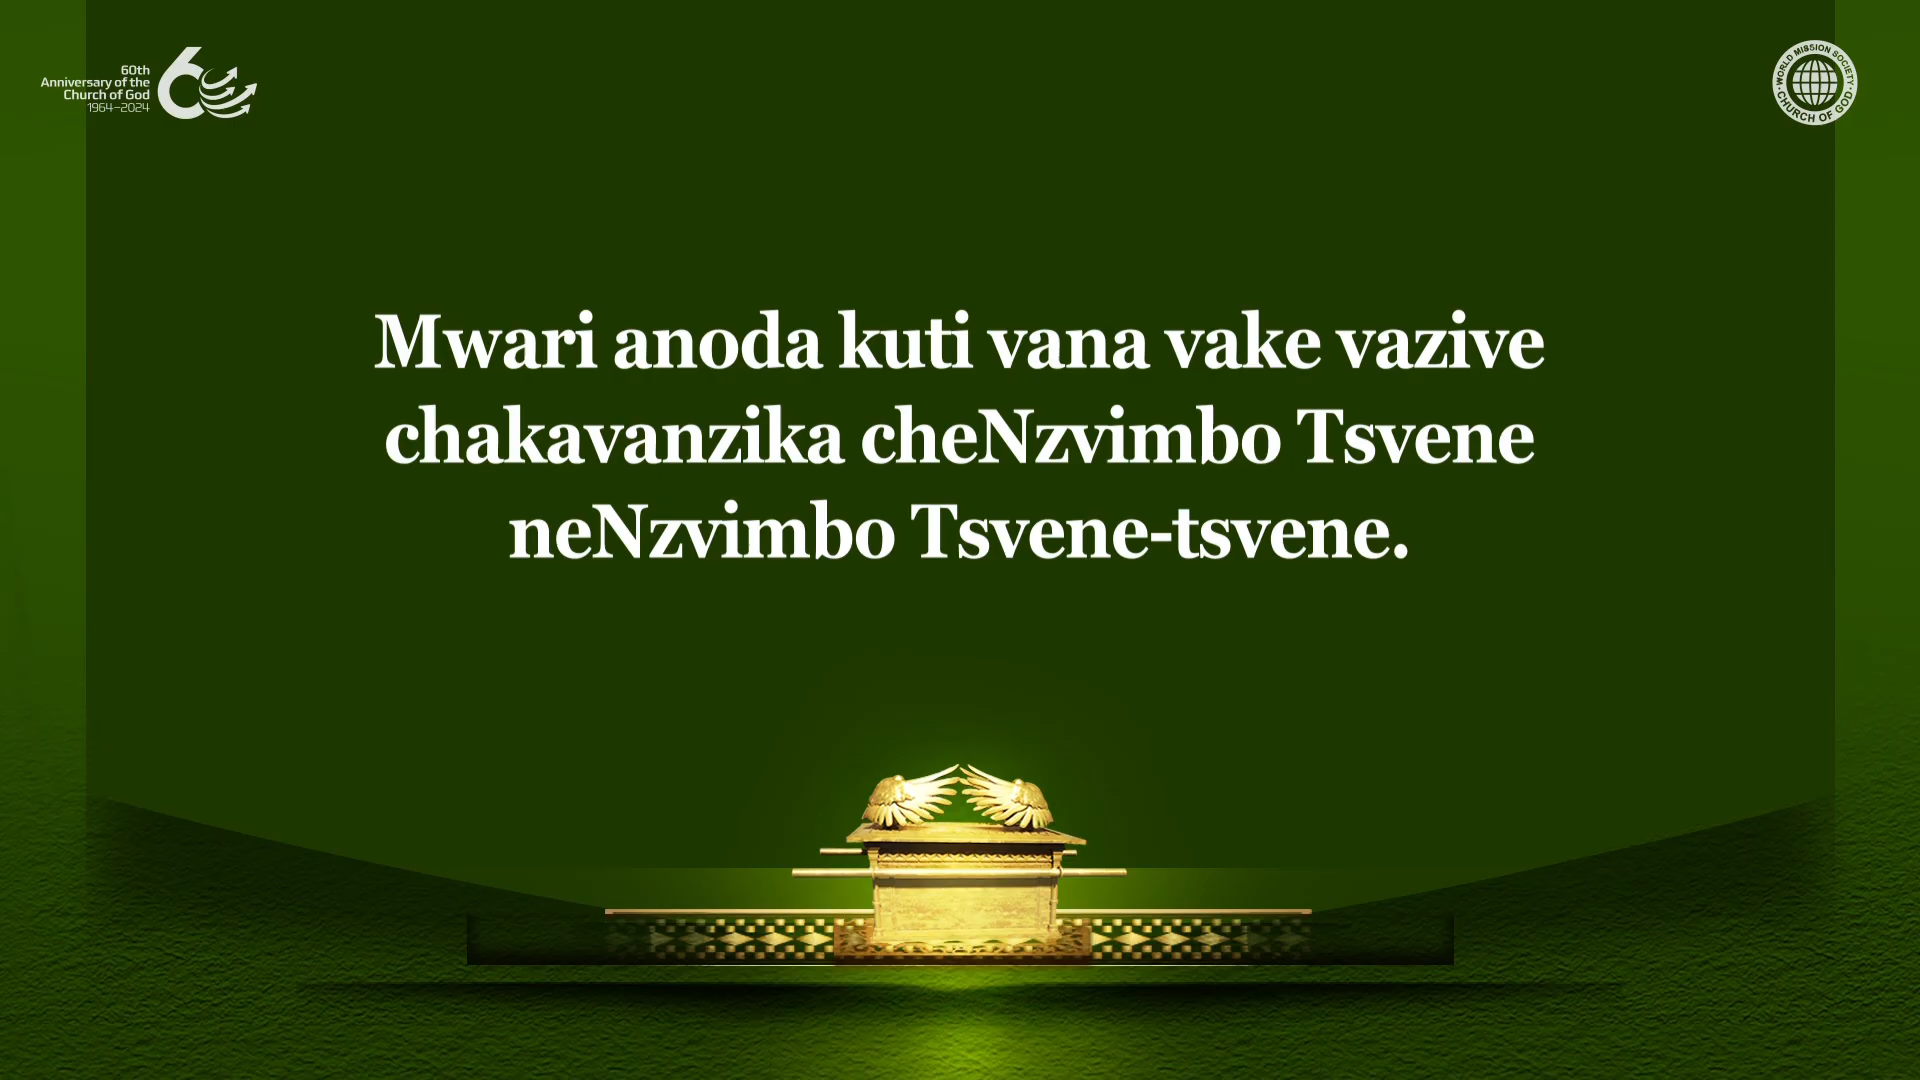 60th
Anniversary of the
Church of God
1964–2024
60
WORLD MISSION SOCIETY
CHURCH OF GOD
Mwari anoda kuti vana vake vazive
chakavanzika cheNzvimbo Tsvene
neNzvimbo Tsvene-tsvene.